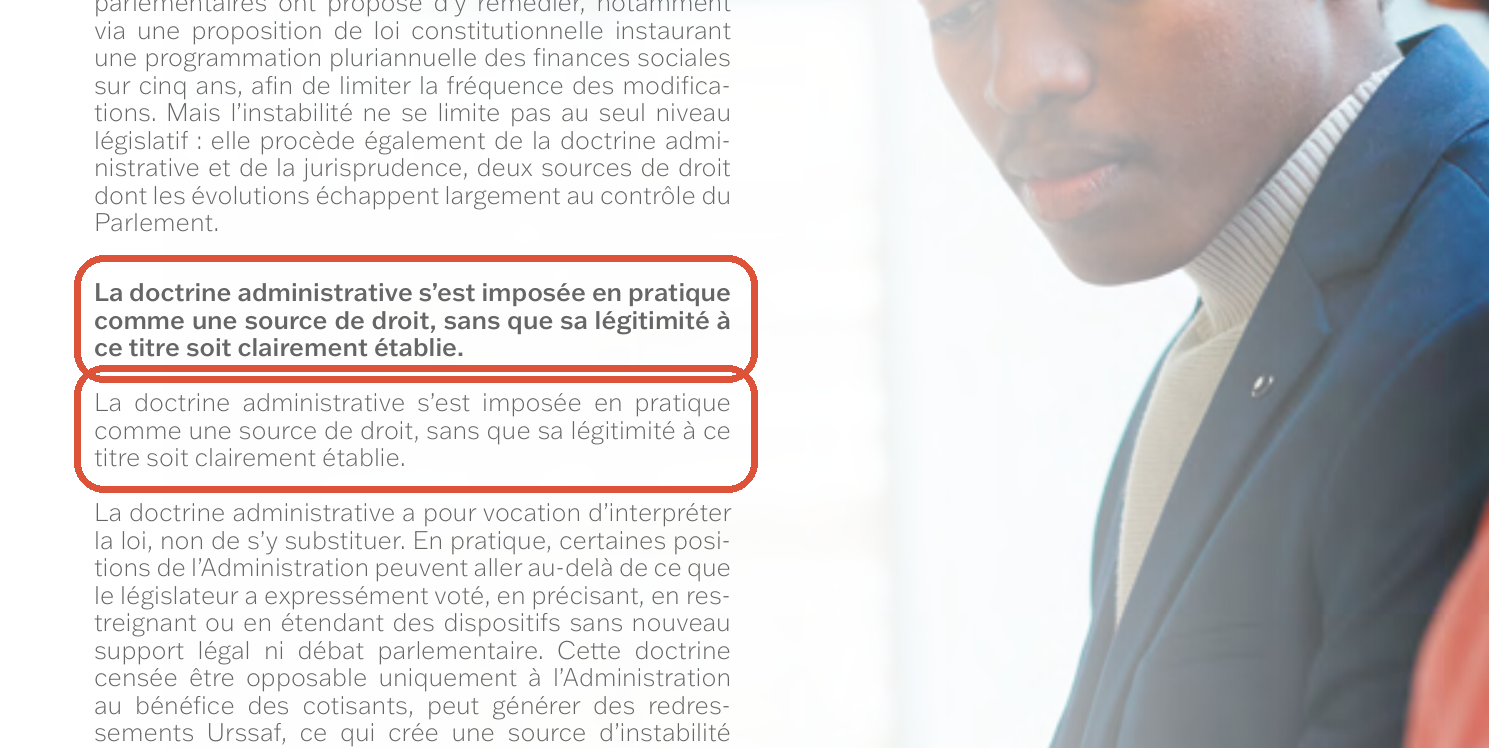 parlementaires ont proposé d’y remédier, notamment
via une proposition de loi constitutionnelle instaurant
une programmation pluriannuelle des finances sociales
sur cinq ans, afin de limiter la fréquence des modifica-
tions. Mais l’instabilité ne se limite pas au seul niveau
législatif : elle procède également de la doctrine admi-
nistrative et de la jurisprudence, deux sources de droit
dont les évolutions échappent largement au contrôle du
Parlement.
La doctrine administrative s’est imposée en pratique
comme une source de droit, sans que sa légitimité à
ce titre soit clairement établie.
La doctrine administrative s’est imposée en pratique
comme une source de droit, sans que sa légitimité à ce
titre soit clairement établie.
La doctrine administrative a pour vocation d’interpréter
la loi, non de s’y substituer. En pratique, certaines posi-
tions de l’Administration peuvent aller au-delà de ce que
le législateur a expressément voté, en précisant, en res-
treignant ou en étendant des dispositifs sans nouveau
support légal ni débat parlementaire. Cette doctrine
censée être opposable uniquement à l’Administration
au bénéfice des cotisants, peut générer des redres-
sements Urssaf, ce qui crée une source d’instabilité